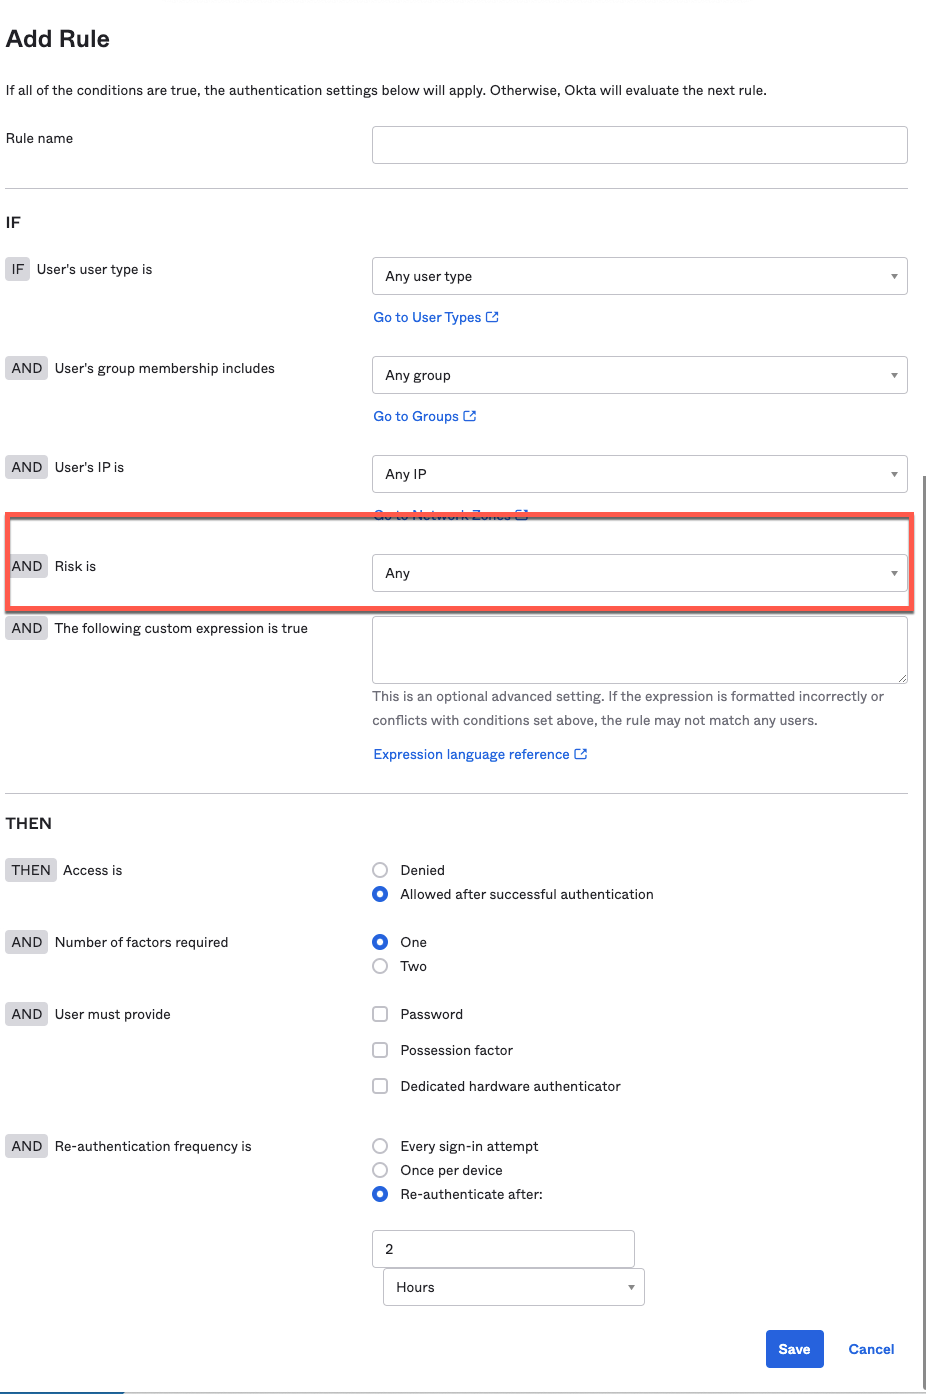 Add Rule
If all of the conditions are true, the authentication settings below will apply. Otherwise, Okta will evaluate the next rule.
Rule name
IF
IF User's user type is
Any user type
Go to User Types
AND User's group membership includes
Any group
Go to Groups
AND User's IP is
Any IP
Go to Network Zones
AND Risk is
Any
AND The following custom expression is true
This is an optional advanced setting. If the expression is formatted incorrectly or
conflicts with conditions set above, the rule may not match any users.
Expression language reference
THEN
THEN Access is
Denied
Allowed after successful authentication
AND Number of factors required
One
Two
AND User must provide
Password
Possession factor
Dedicated hardware authenticator
AND Re-authentication frequency is
Every sign-in attempt
Once per device
Re-authenticate after:
2
Hours
Save Cancel